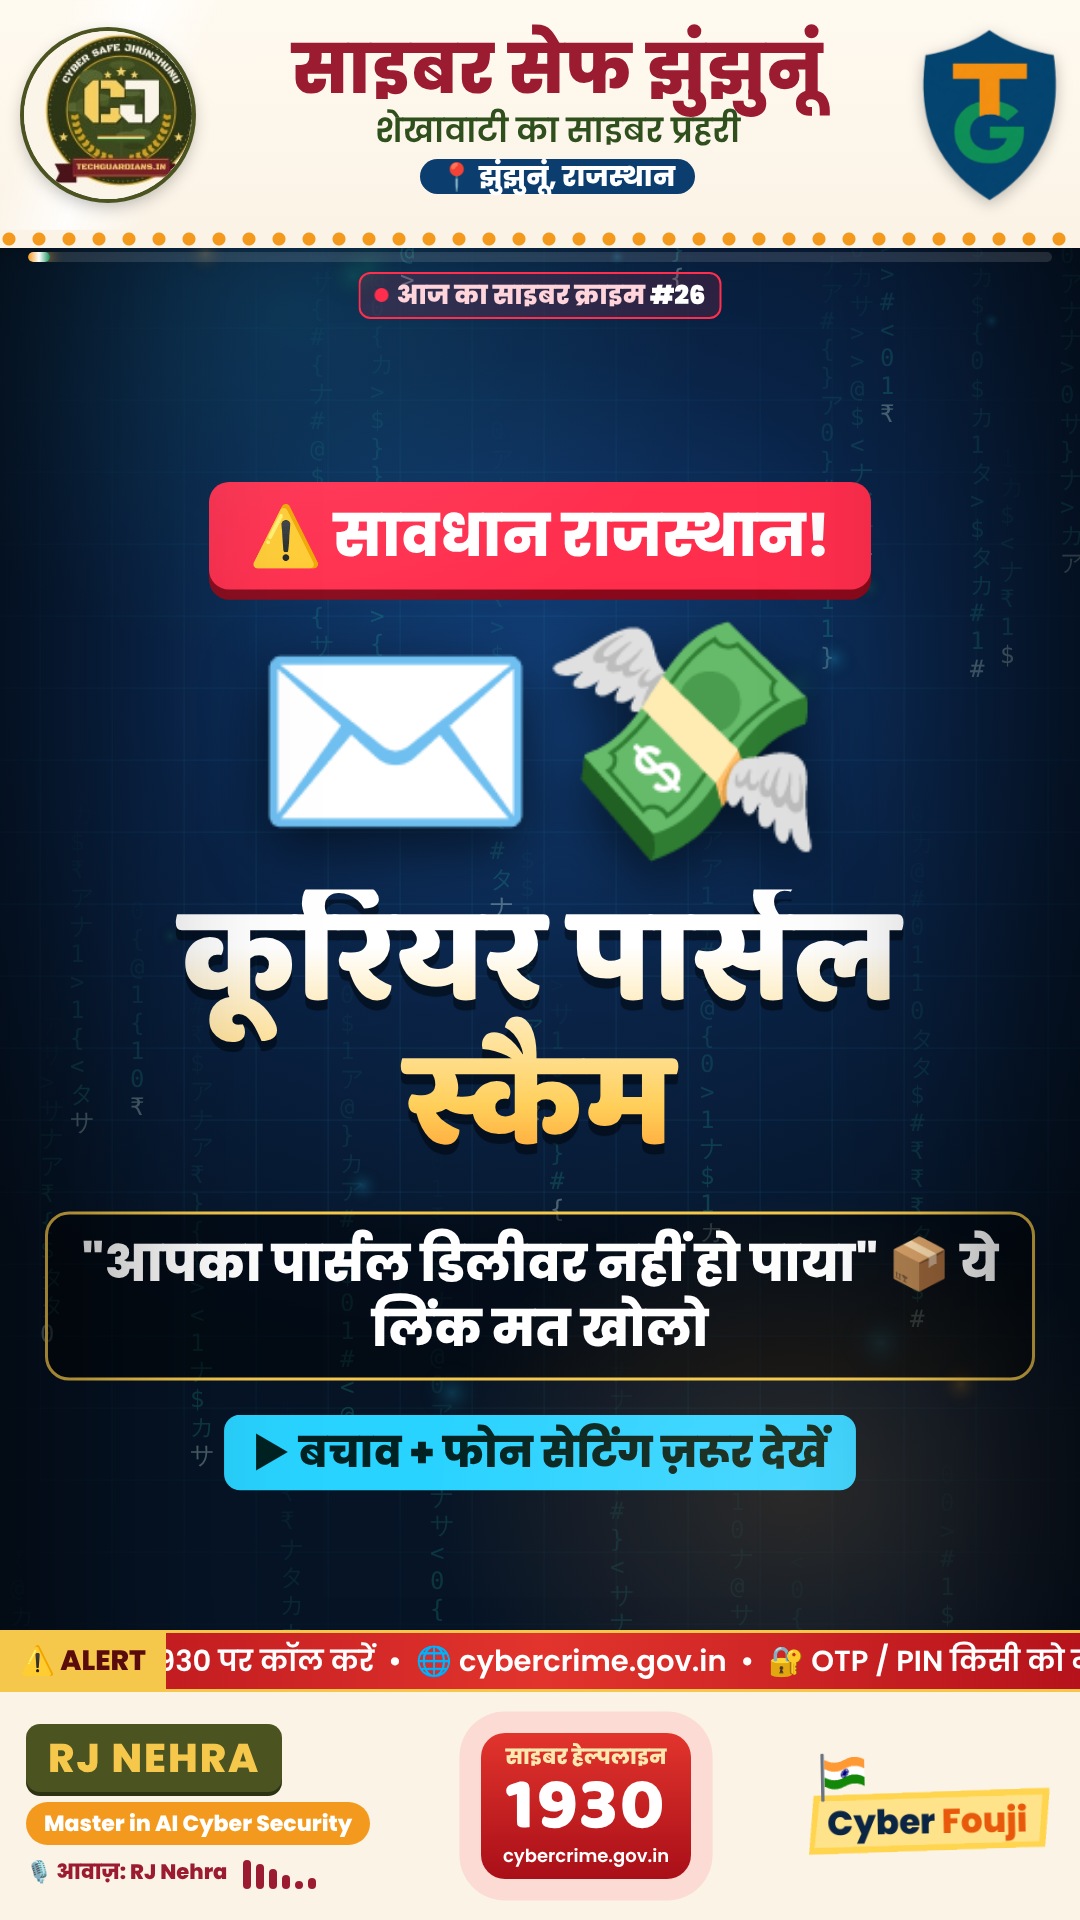 CYBER SAFE JHUNJHUNU
CJ
TECHGUARDIANS.IN
साइबर सेफ झुंझुनूं
शेखावाटी का साइबर प्रहरी
📍 झुंझुनूं, राजस्थान
TG
आज का साइबर क्राइम #26
⚠️ सावधान राजस्थान!
कूरियर पार्सल
स्कैम
"आपका पार्सल डिलीवर नहीं हो पाया" 📦 ये
लिंक मत खोलो
▶ बचाव + फोन सेटिंग ज़रूर देखें
⚠️ ALERT 930 पर कॉल करें • 🌐 cybercrime.gov.in • 🔐 OTP / PIN किसी को
RJ NEHRA
Master in AI Cyber Security
🎙️ आवाज़: RJ Nehra
साइबर हेल्पलाइन
1930
cybercrime.gov.in
Cyber Fouji